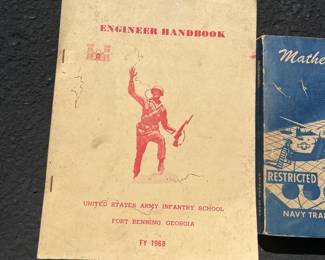 ENGINEER HANDBOOK
UNITED STATES ARMY INFANTRY SCHOOL
FORT BENNING, GEORGIA
FY 1968
Mathe
RESTRICTED
NAVY TRA